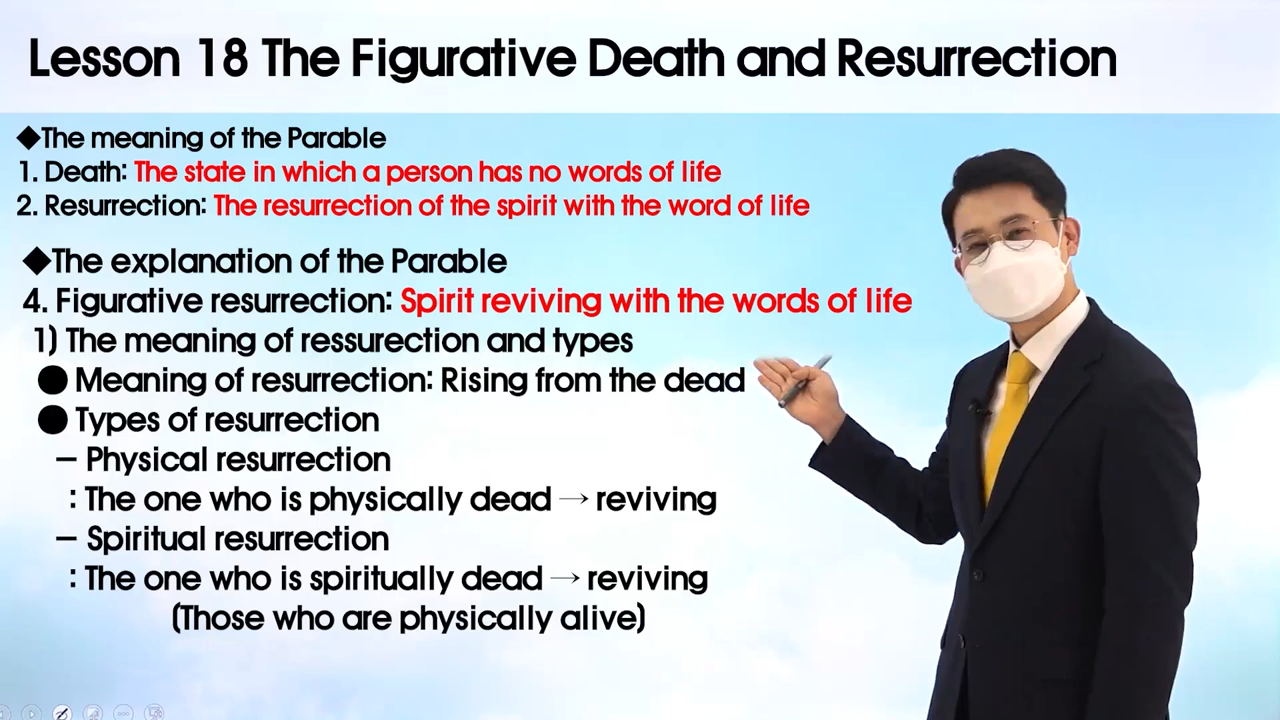 Lesson 18 The Figurative Death and Resurrection
◆The meaning of the Parable
1. Death: The state in which a person has no words of life
2. Resurrection: The resurrection of the spirit with the word of life
◆The explanation of the Parable
4. Figurative resurrection: Spirit reviving with the words of life
1) The meaning of ressurection and types
● Meaning of resurrection: Rising from the dead
● Types of resurrection
– Physical resurrection
: The one who is physically dead → reviving
– Spiritual resurrection
: The one who is spiritually dead → reviving
(Those who are physically alive)